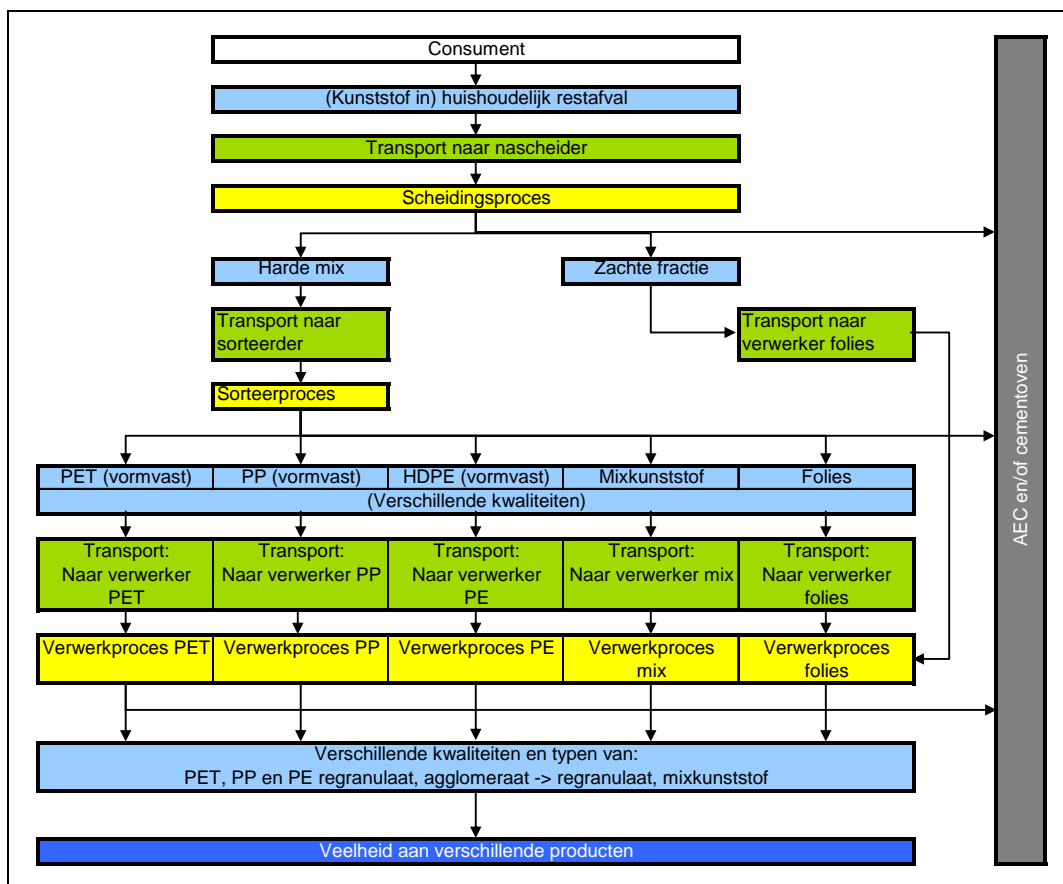 Consument
(Kunststof in) huishoudelijk restafval
Transport naar nascheider
Scheidingsproces
Harde mix
Zachte fractie
Transport naar
sorteerder
Transport naar
verwerker folies
Sorteerproces
PET (vormvast)
PP (vormvast)
HDPE (vormvast)
Mixkunststof
Folies
(Verschillende kwaliteiten)
Transport:
Naar verwerker
PET
Transport:
Naar verwerker PP
Transport:
Naar verwerker
PE
Transport:
Naar verwerker mix
Transport:
Naar verwerker
folies
Verwerkproces PET
Verwerkproces PP
Verwerkproces PE
Verwerkproces
mix
Verwerkproces
folies
Verschillende kwaliteiten en typen van:
PET, PP en PE regranulaat, agglomeraat -> regranulaat, mixkunststof
Veelheid aan verschillende producten
AEC en/of cementoven